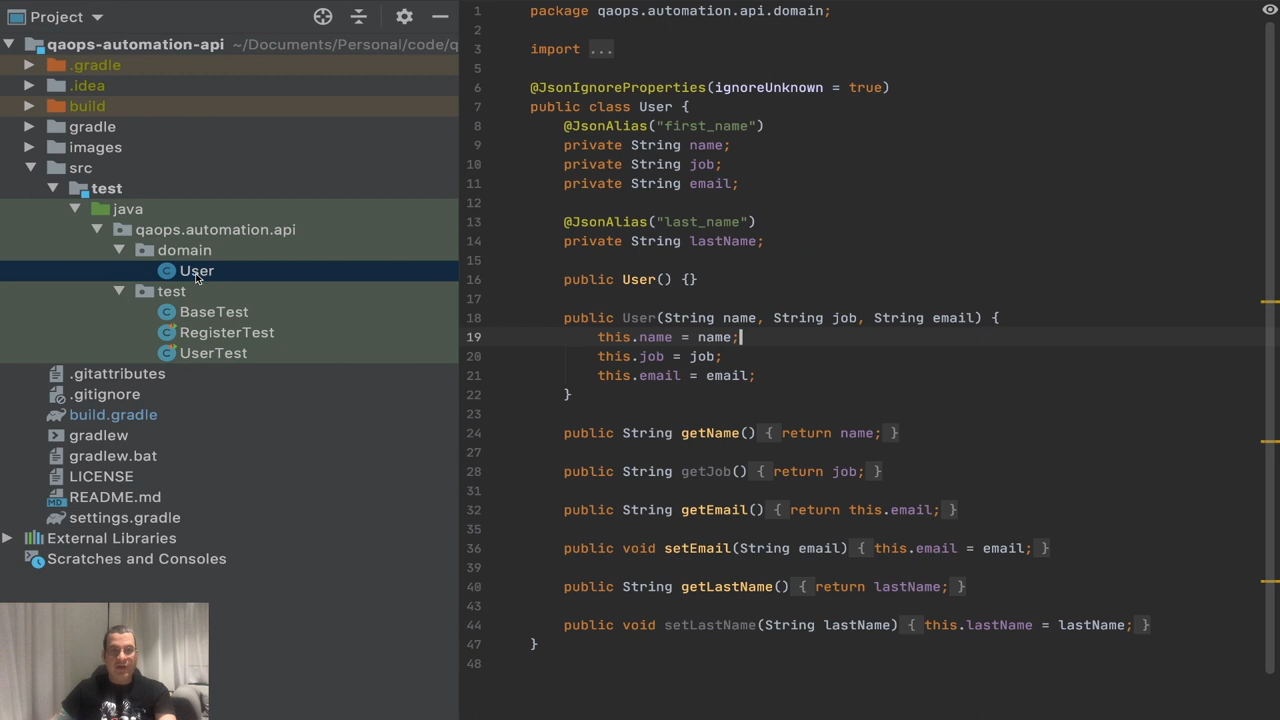 Project
qaops-automation-api ~/Documents/Personal/code/q
.gradle
.idea
build
gradle
images
src
test
java
qaops.automation.api
domain
User
test
BaseTest
RegisterTest
UserTest
.gitattributes
.gitignore
build.gradle
gradlew
gradlew.bat
LICENSE
README.md
settings.gradle
External Libraries
Scratches and Consoles
1 package qaops.automation.api.domain;
2
3 import ...
5
6 @JsonIgnoreProperties(ignoreUnknown = true)
7 public class User {
8 @JsonAlias("first_name")
9 private String name;
10 private String job;
11 private String email;
12
13 @JsonAlias("last_name")
14 private String lastName;
15
16 public User() {}
17
18 public User(String name, String job, String email) {
19 this.name = name;
20 this.job = job;
21 this.email = email;
22 }
23
24 public String getName() { return name; }
27
28 public String getJob() { return job; }
31
32 public String getEmail() { return this.email; }
35
36 public void setEmail(String email) { this.email = email; }
39
40 public String getLastName() { return lastName; }
43
44 public void setLastName(String lastName) { this.lastName = lastName; }
47 }
48